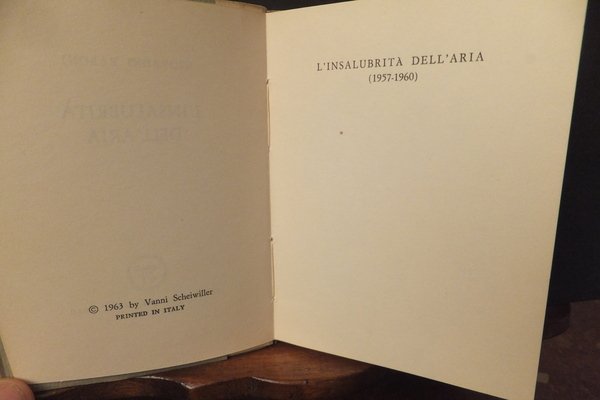 © 1963 by Vanni Scheiwiller
PRINTED IN ITALY
L'INSALUBRITÀ DELL'ARIA
(1957-1960)